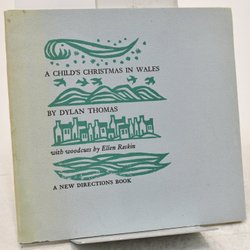 A CHILD'S CHRISTMAS IN WALES
BY DYLAN THOMAS
with woodcuts by Ellen Raskin
A NEW DIRECTIONS BOOK